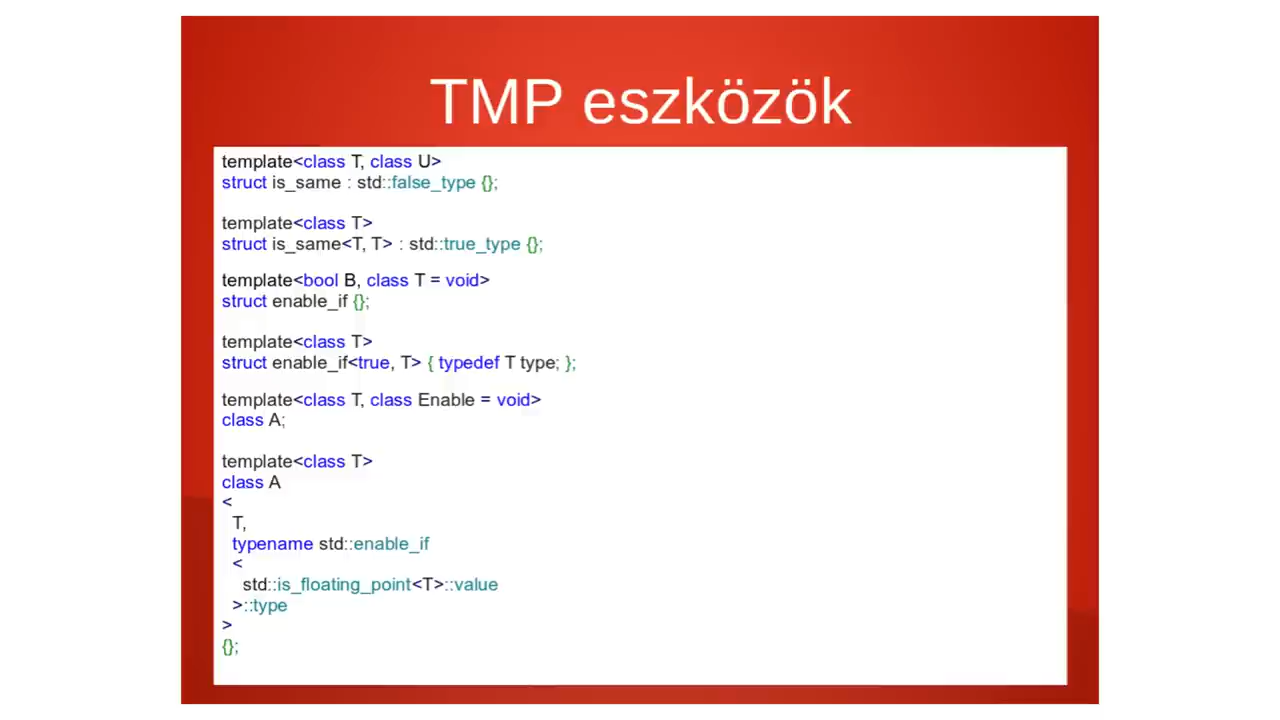 TMP eszközök
template<class T, class U>
struct is_same : std::false_type {};
template<class T>
struct is_same<T, T> : std::true_type {};
template<bool B, class T = void>
struct enable_if {};
template<class T>
struct enable_if<true, T> { typedef T type; };
template<class T, class Enable = void>
class A;
template<class T>
class A
<
T,
typename std::enable_if
<
std::is_floating_point<T>::value
>::type
>
{};